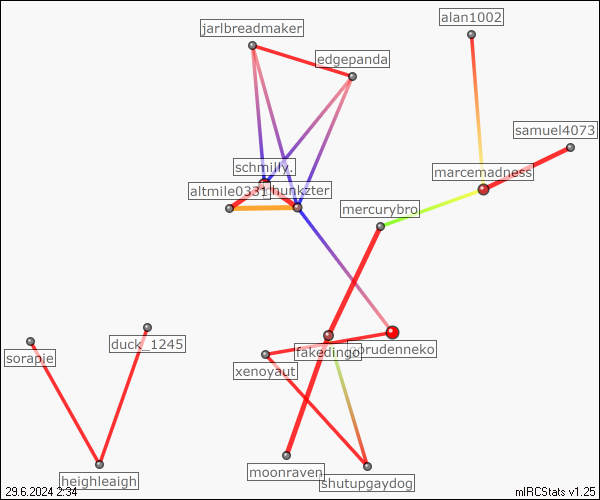 alan1002
jarlbreadmaker
edgepanda
samuel4073
schmilly.
marcemadness
altmile0331
chunkzter
mercurybro
duck_1245
sorapie
fakedingo
xenoyaut
moonraven
heighleaigh
shutupgaydog
29.6.2024 2:34
mIRCStats v1.25